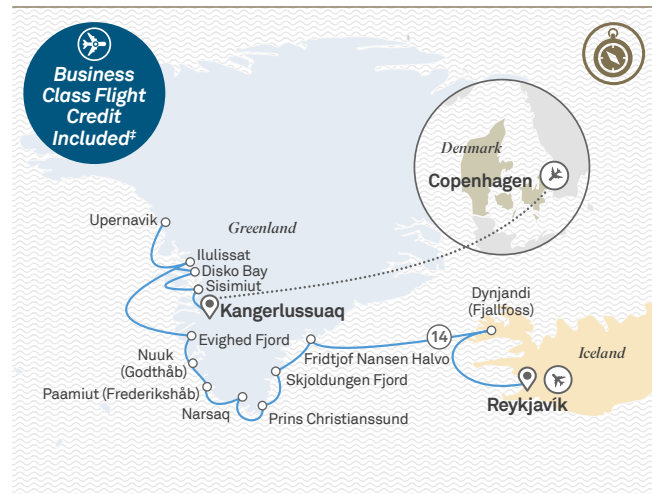 Business
Class Flight
Credit
Included‡
Denmark
Copenhagen
Upernavik
Greenland
Ilulissat
Disko Bay
Sisimiut
Kangerlussuaq
Dynjandi
(Fjallfoss)
14
Evighed Fjord
Fridtjof Nansen Halvo
Iceland
Nuuk
(Godthåb)
Skjoldungen Fjord
Paamiut (Frederikshåb)
Reykjavík
Narsaq
Prins Christianssund